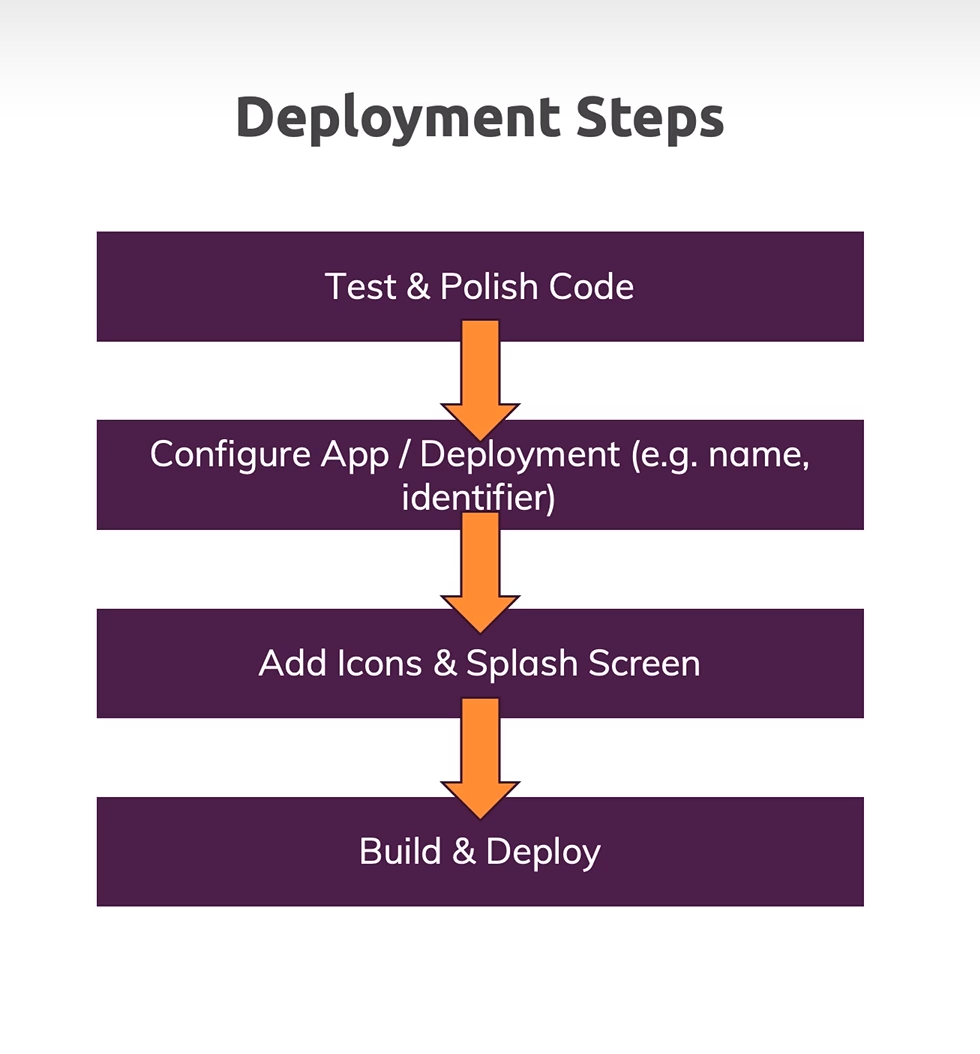 Deployment Steps
Test & Polish Code
Configure App / Deployment (e.g. name,
identifier)
Add Icons & Splash Screen
Build & Deploy